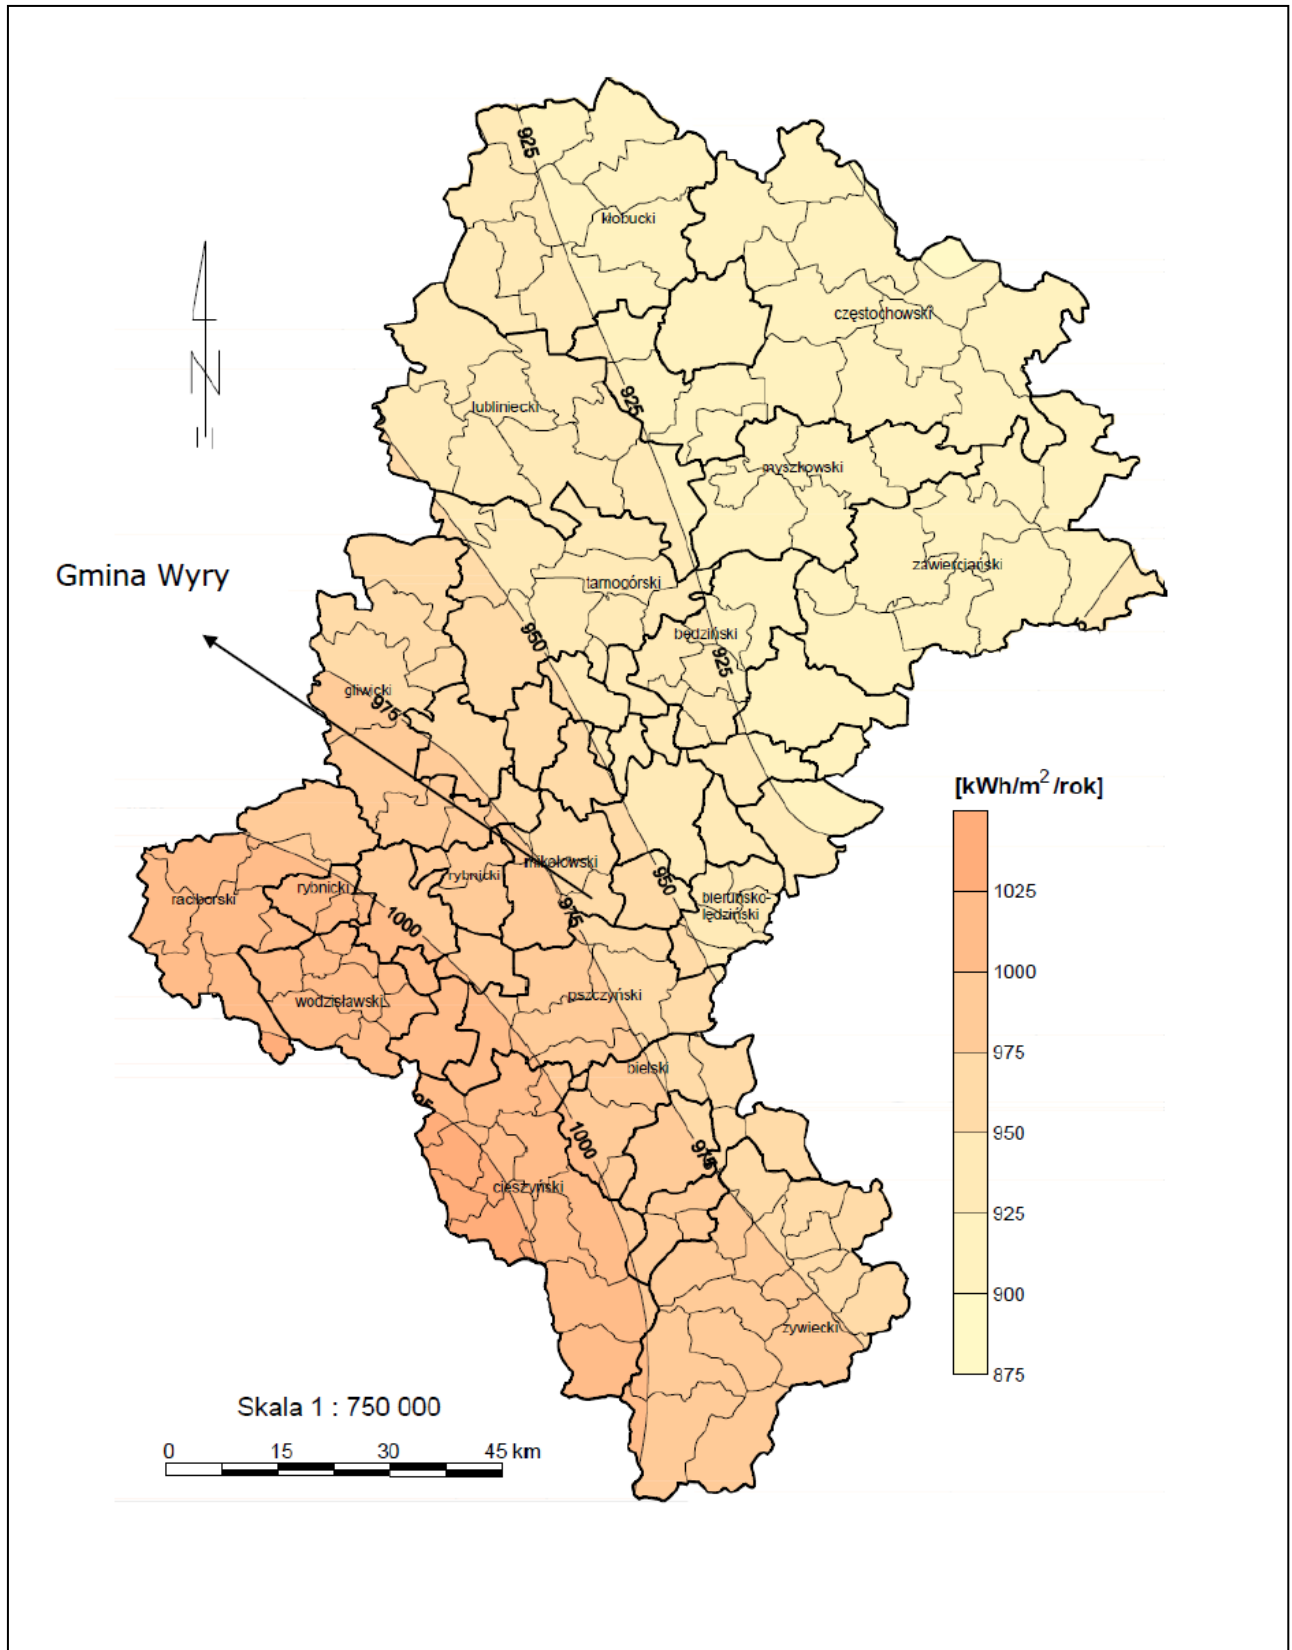 925
kłobucki
N
częstochowski
925
lubliniecki
myszkowski
zawierciański
Gmina Wyry
tarnogórski
950
będziński
925
gliwicki
975
[kWh/m² /rok]
mikołowski
rybnicki
950
1025
rybnicki
raciborski
bieruńsko-
lędziński
975
1000
1000
pszczyński
wodzisławski
975
bielski
950
1000
975
cieszyński
925
900
żywiecki
875
Skala 1 : 750 000
0 15 30 45 km